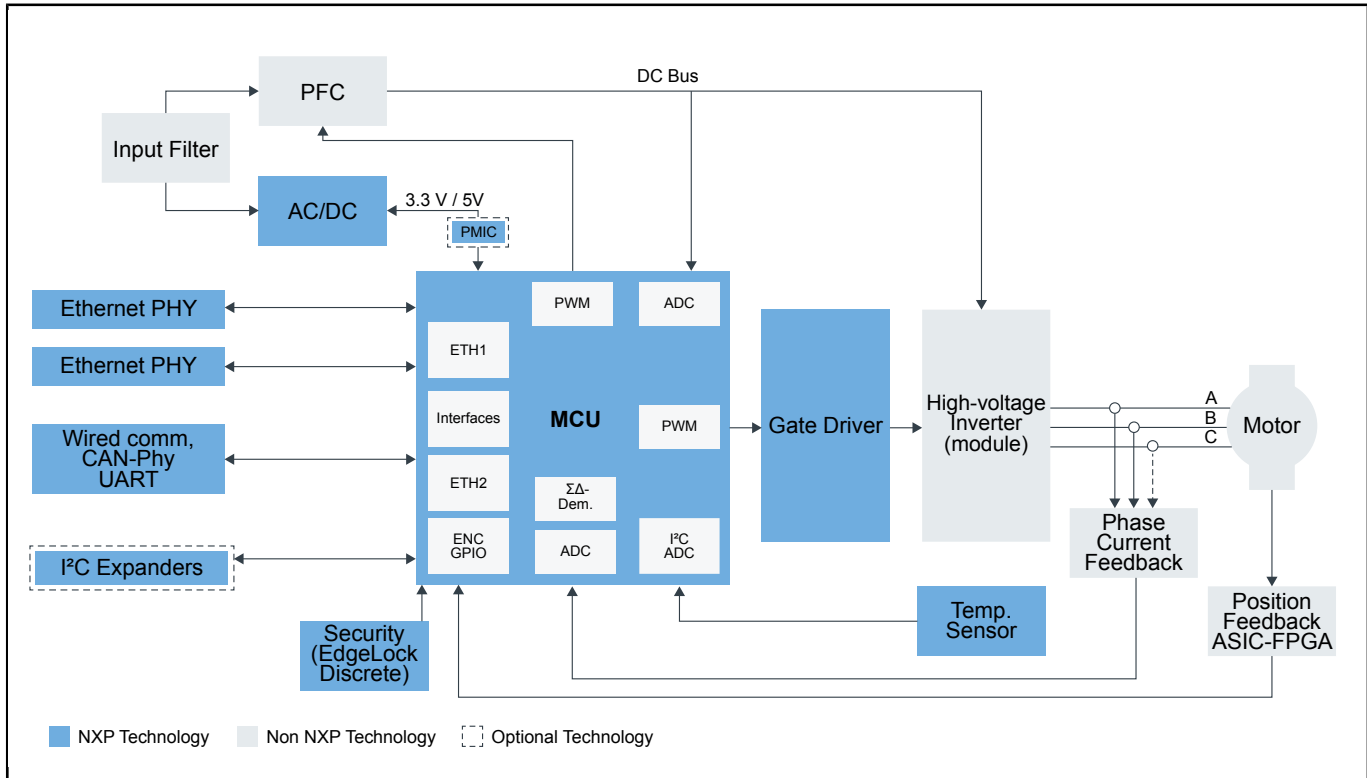 DC Bus
PFC
Input Filter
AC/DC
3.3 V / 5V
PMIC
Ethernet PHY
Ethernet PHY
Wired comm,
CAN-Phy
UART
I²C Expanders
Security
(EdgeLock
Discrete)
PWM
ADC
ETH1
Interfaces
MCU
PWM
ETH2
ΣΔ-
Dem.
ENC
GPIO
ADC
I²C
ADC
Gate Driver
High-voltage
Inverter
(module)
A
B
C
Motor
Phase
Current
Feedback
Temp.
Sensor
Position
Feedback
ASIC-FPGA
NXP Technology
Non NXP Technology
Optional Technology